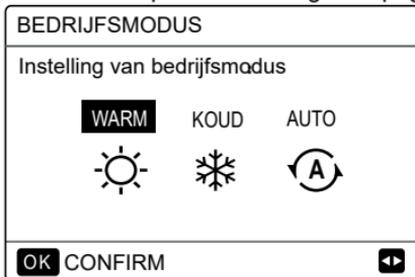 BEDRIJFSMODUS
Instelling van bedrijfsmodus
WARM KOUD AUTO
A
OK CONFIRM